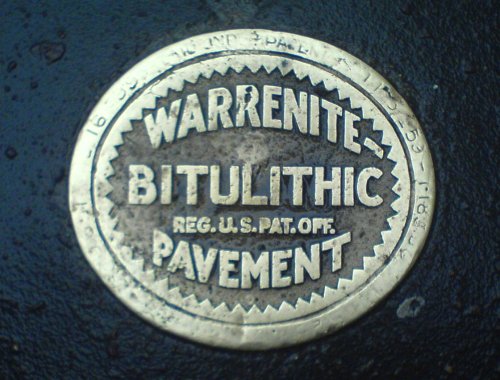 WARRENITE-
BITULITHIC
REG. U.S. PAT. OFF.
PAVEMENT